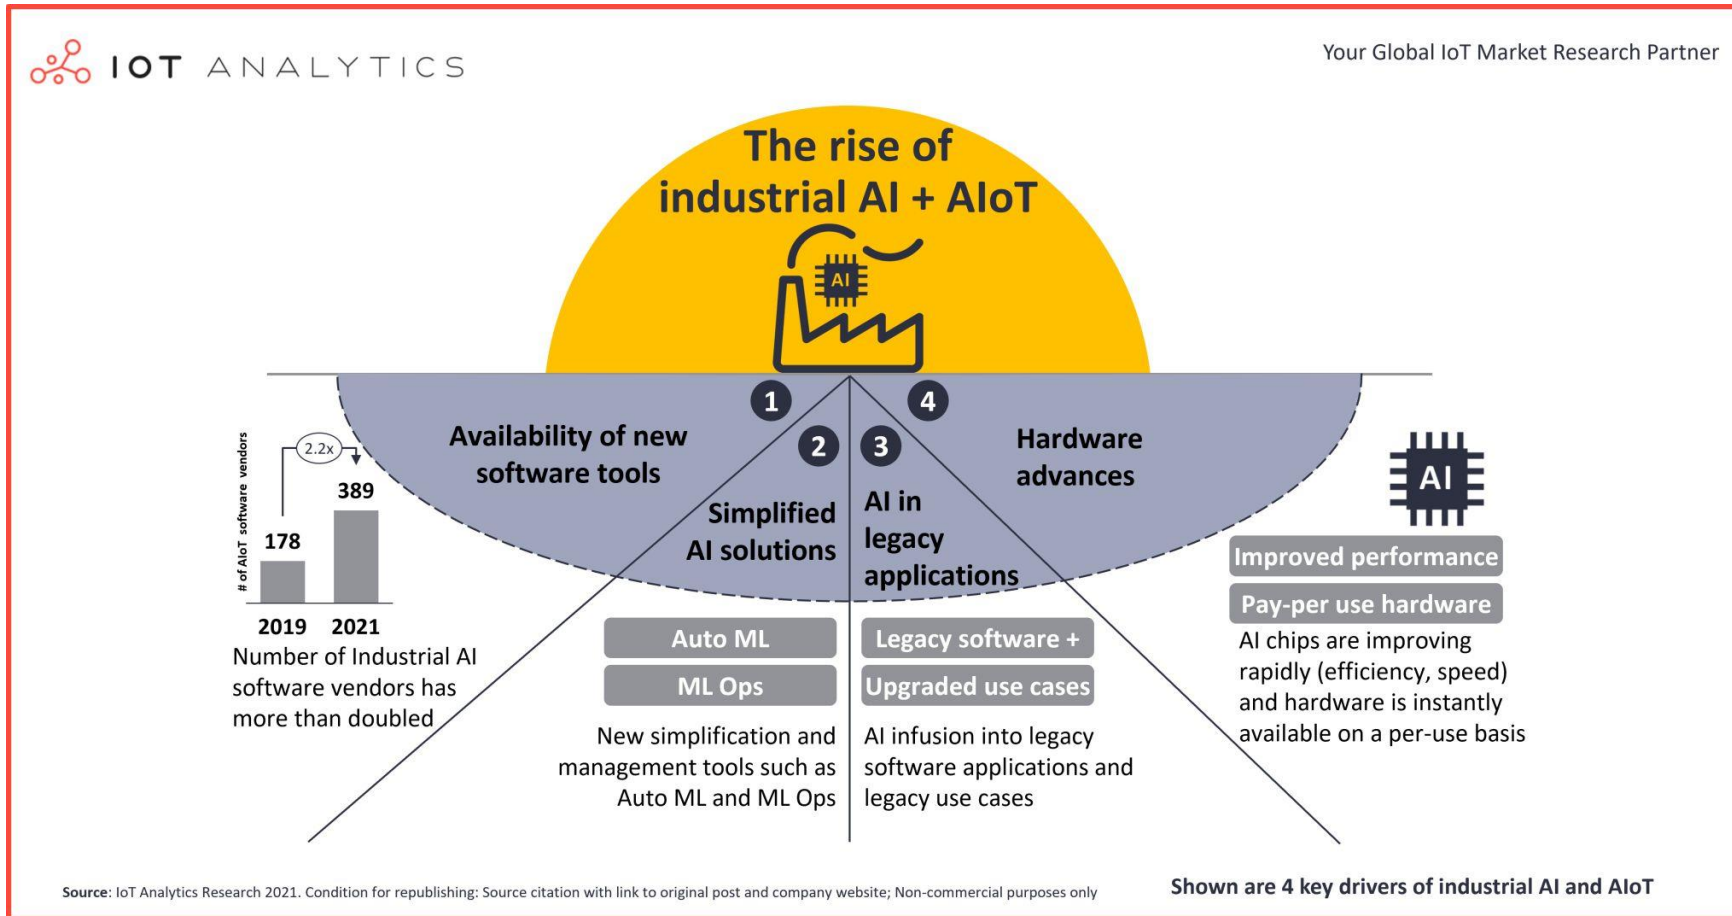 IOT ANALYTICS
Your Global IoT Market Research Partner
The rise of
industrial AI + AIoT
AI
1
Availability of new
software tools
2
Simplified
AI solutions
3
AI in
legacy
applications
4
Hardware
advances
# of AIoT software vendors
2.2x
178
389
2019 2021
Number of Industrial AI
software vendors has
more than doubled
Auto ML
ML Ops
New simplification and
management tools such as
Auto ML and ML Ops
Legacy software +
Upgraded use cases
AI infusion into legacy
software applications and
legacy use cases
AI
Improved performance
Pay-per use hardware
AI chips are improving
rapidly (efficiency, speed)
and hardware is instantly
available on a per-use basis
Source: IoT Analytics Research 2021. Condition for republishing: Source citation with link to original post and company website; Non-commercial purposes only
Shown are 4 key drivers of industrial AI and AIoT